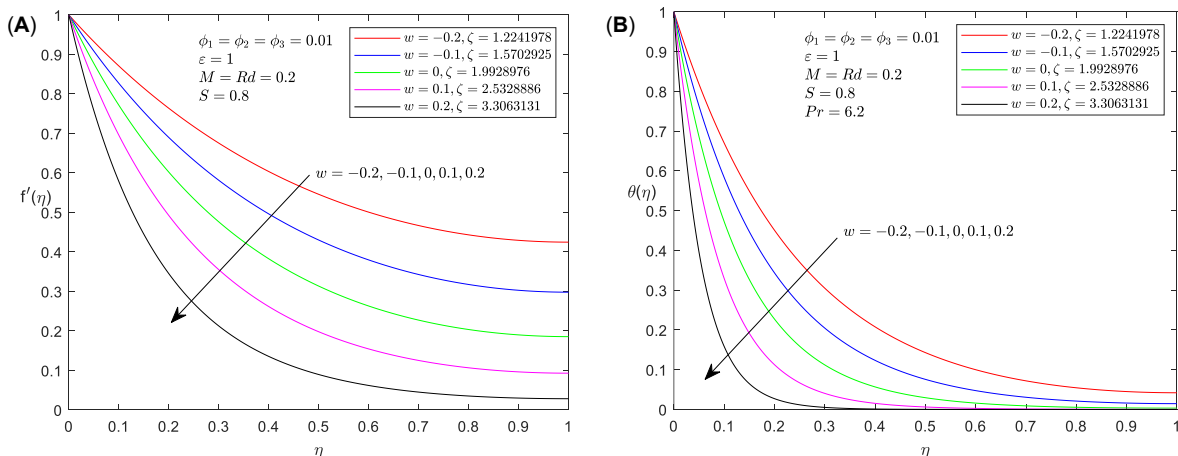 (A)
ϕ₁ = ϕ₂ = ϕ₃ = 0.01
ε = 1
M = Rd = 0.2
S = 0.8
w = −0.2, ζ = 1.2241978
w = −0.1, ζ = 1.5702925
w = 0, ζ = 1.9928976
w = 0.1, ζ = 2.5328886
w = 0.2, ζ = 3.3063131
w = −0.2, −0.1, 0, 0.1, 0.2
f′(η)
1
0.9
0.8
0.7
0.6
0.5
0.4
0.3
0.2
0.1
0
0 0.1 0.2 0.3 0.4 0.5 0.6 0.7 0.8 0.9 1
η
(B)
ϕ₁ = ϕ₂ = ϕ₃ = 0.01
ε = 1
M = Rd = 0.2
S = 0.8
Pr = 6.2
w = −0.2, ζ = 1.2241978
w = −0.1, ζ = 1.5702925
w = 0, ζ = 1.9928976
w = 0.1, ζ = 2.5328886
w = 0.2, ζ = 3.3063131
w = −0.2, −0.1, 0, 0.1, 0.2
θ(η)
1
0.9
0.8
0.7
0.6
0.5
0.4
0.3
0.2
0.1
0
0 0.1 0.2 0.3 0.4 0.5 0.6 0.7 0.8 0.9 1
η